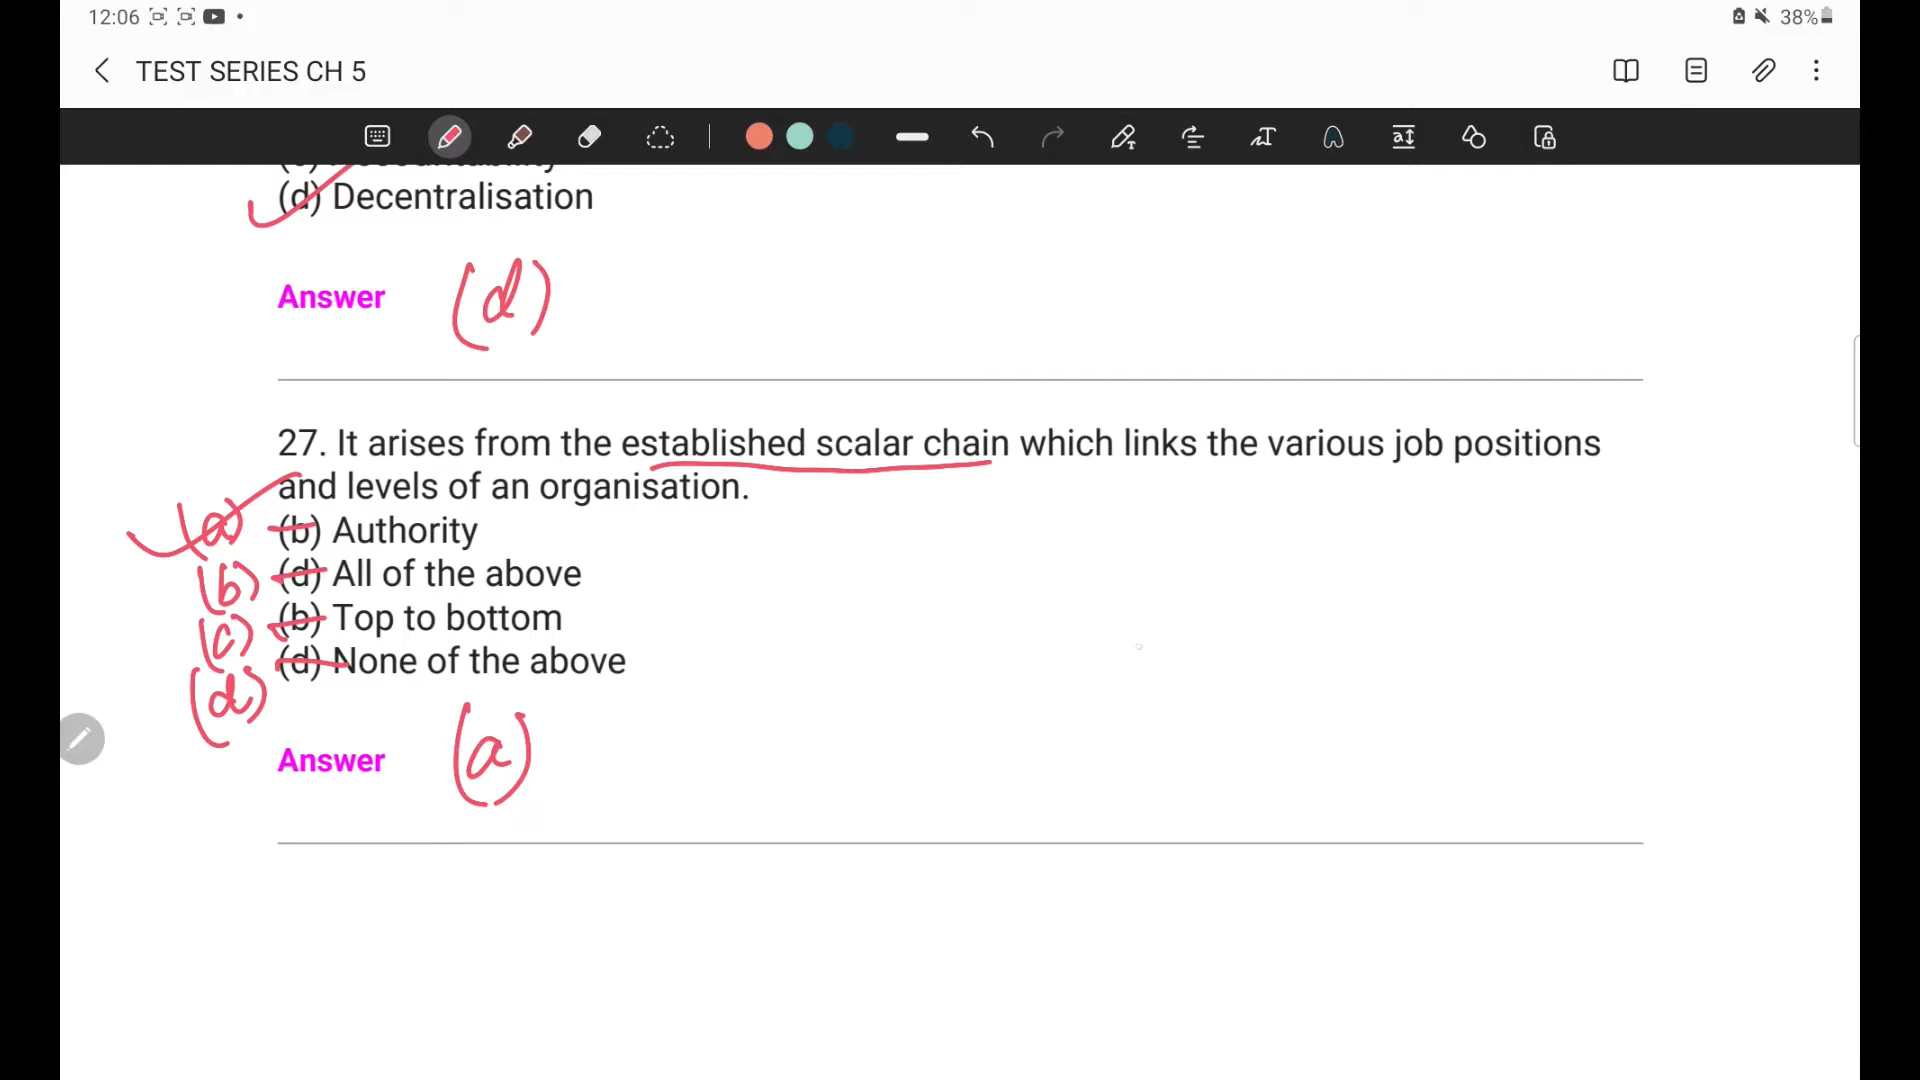 12:06
38%
TEST SERIES CH 5
(d) Decentralisation
Answer (d)
27. It arises from the established scalar chain which links the various job positions
and levels of an organisation.
(a) (b) Authority
(b) (d) All of the above
(c) (b) Top to bottom
(d) (d) None of the above
Answer (a)